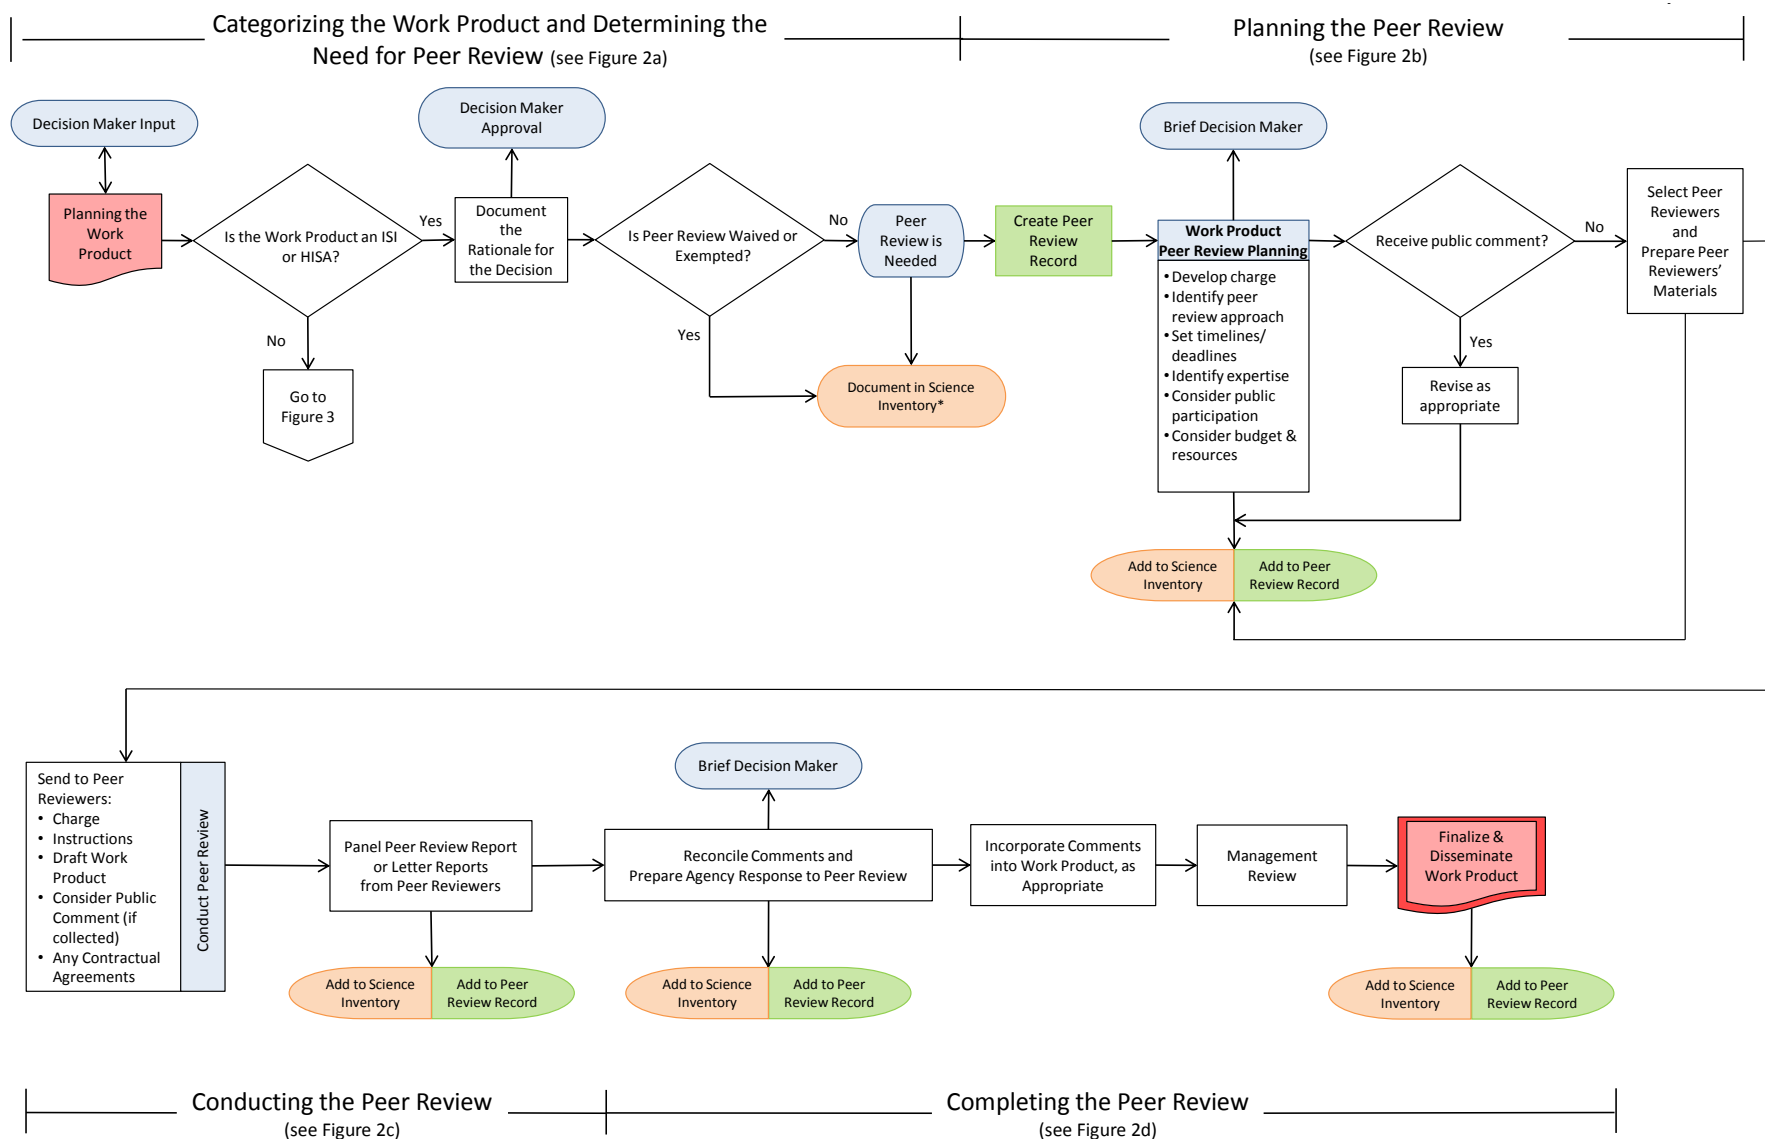 Categorizing the Work Product and Determining the
Need for Peer Review (see Figure 2a)
Planning the Peer Review
(see Figure 2b)
Decision Maker Input
Decision Maker
Approval
Brief Decision Maker
Planning the
Work
Product
Is the Work Product an ISI
or HISA?
Yes
No
Go to
Figure 3
Document
the
Rationale for
the Decision
Is Peer Review Waived or
Exempted?
No
Yes
Peer
Review is
Needed
Document in Science
Inventory*
Create Peer
Review
Record
Work Product
Peer Review Planning
• Develop charge
• Identify peer
review approach
• Set timelines/
deadlines
• Identify expertise
• Consider public
participation
• Consider budget &
resources
Receive public comment?
No
Yes
Revise as
appropriate
Select Peer
Reviewers
and
Prepare Peer
Reviewers'
Materials
Add to Science
Inventory
Add to Peer
Review Record
Send to Peer
Reviewers:
• Charge
• Instructions
• Draft Work
Product
• Consider Public
Comment (if
collected)
• Any Contractual
Agreements
Conduct Peer Review
Panel Peer Review Report
or Letter Reports
from Peer Reviewers
Add to Science
Inventory
Add to Peer
Review Record
Brief Decision Maker
Reconcile Comments and
Prepare Agency Response to Peer Review
Add to Science
Inventory
Add to Peer
Review Record
Incorporate Comments
into Work Product, as
Appropriate
Management
Review
Finalize &
Disseminate
Work Product
Add to Science
Inventory
Add to Peer
Review Record
Conducting the Peer Review
(see Figure 2c)
Completing the Peer Review
(see Figure 2d)